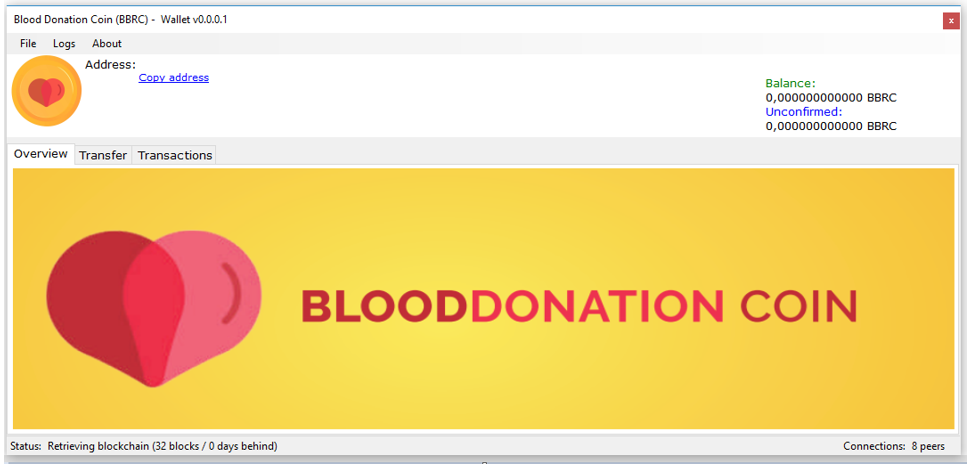 Blood Donation Coin (BBRC) - Wallet v0.0.0.1
x
File Logs About
Address:
Copy address
Balance:
0,000000000000 BBRC
Unconfirmed:
0,000000000000 BBRC
Overview Transfer Transactions
BLOODDONATION COIN
Status: Retrieving blockchain (32 blocks / 0 days behind) Connections: 8 peers